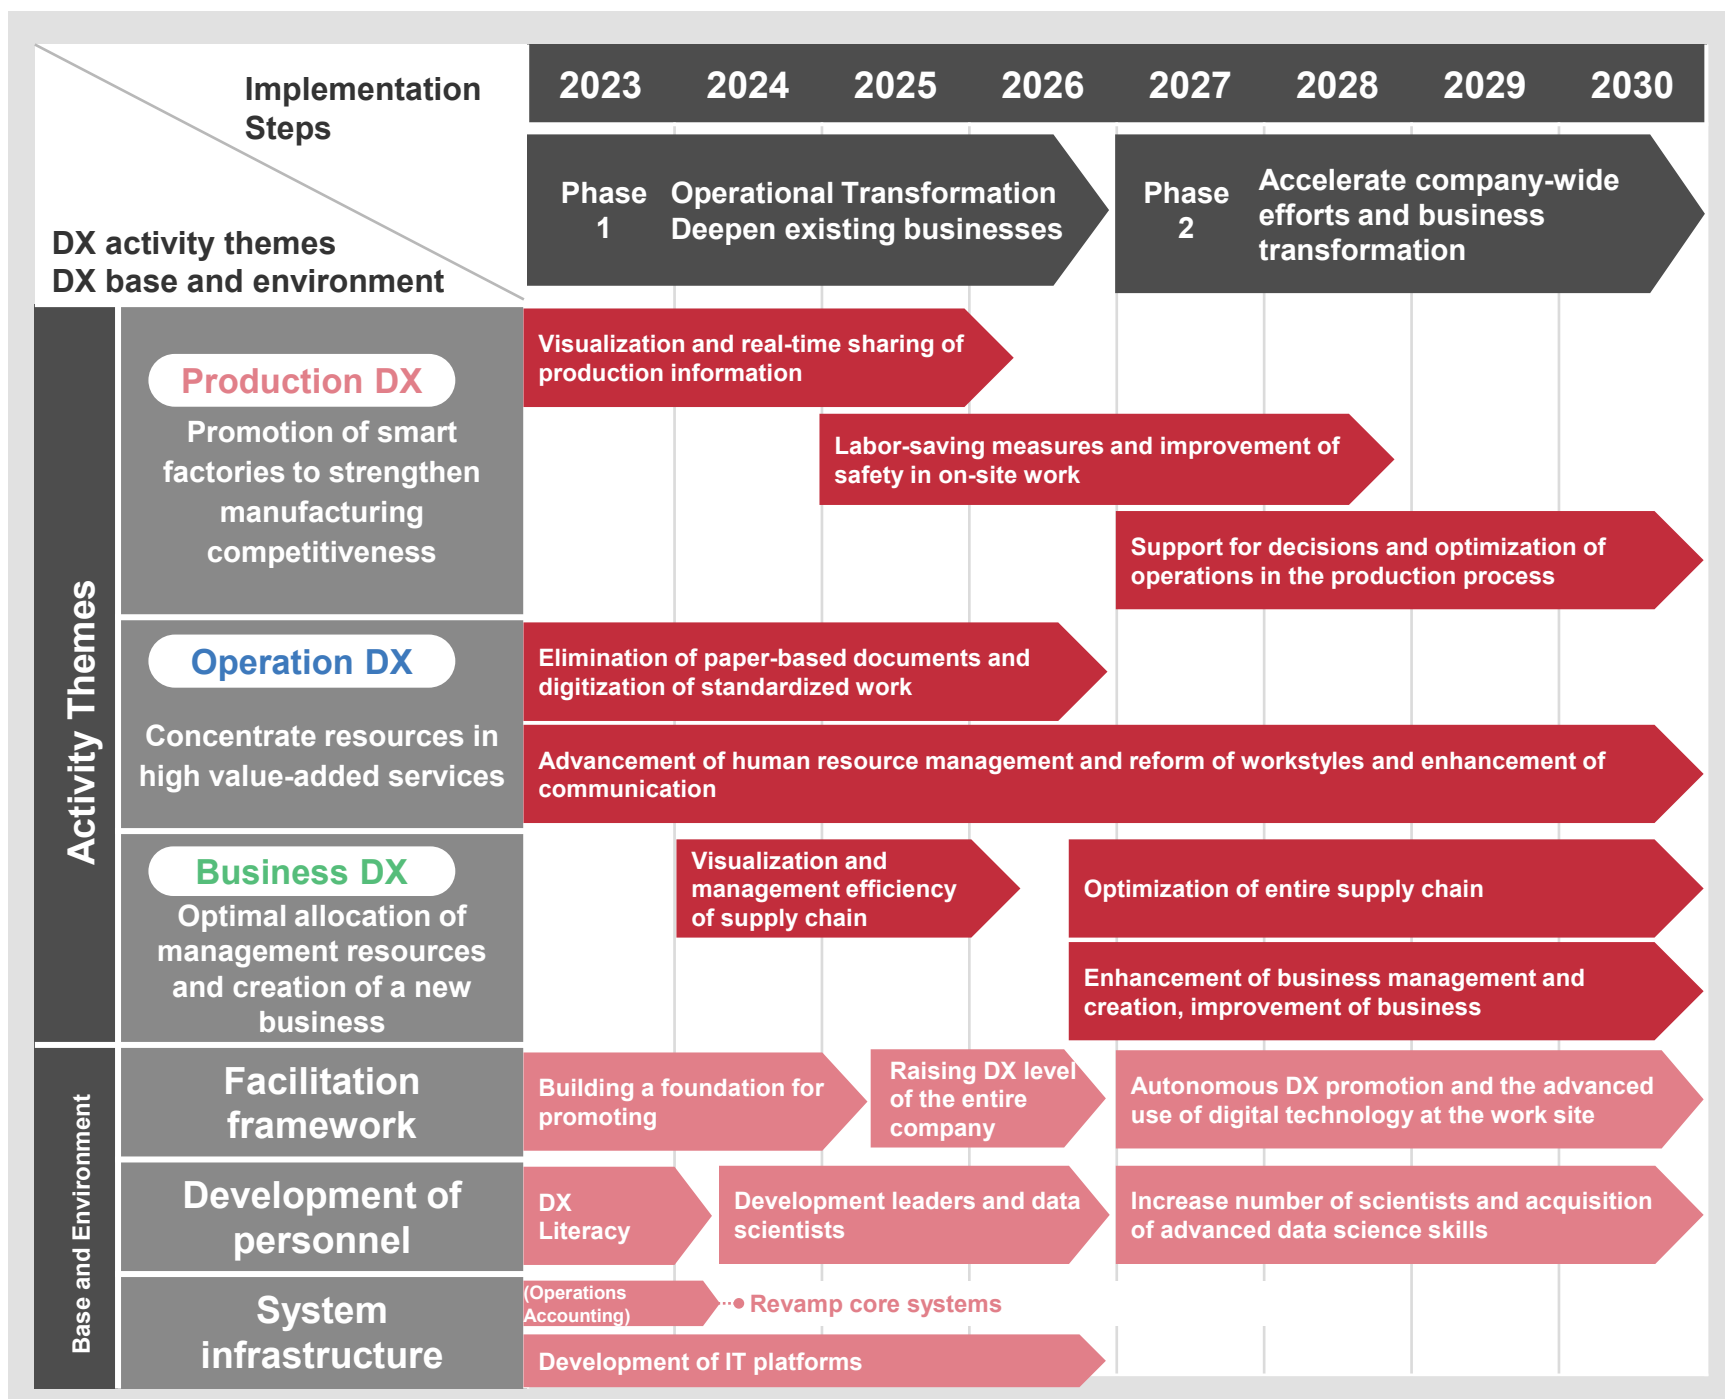 Implementation
Steps
DX activity themes
DX base and environment
2023 2024 2025 2026 2027 2028 2029 2030
Phase
1
Operational Transformation
Deepen existing businesses
Phase
2
Accelerate company-wide
efforts and business
transformation
Activity Themes
Production DX
Promotion of smart
factories to strengthen
manufacturing
competitiveness
Visualization and real-time sharing of
production information
Labor-saving measures and improvement of
safety in on-site work
Support for decisions and optimization of
operations in the production process
Operation DX
Concentrate resources in
high value-added services
Elimination of paper-based documents and
digitization of standardized work
Advancement of human resource management and reform of workstyles and enhancement of
communication
Business DX
Optimal allocation of
management resources
and creation of a new
business
Visualization and
management efficiency
of supply chain
Optimization of entire supply chain
Enhancement of business management and
creation, improvement of business
Base and Environment
Facilitation
framework
Building a foundation for
promoting
Raising DX level
of the entire
company
Autonomous DX promotion and the advanced
use of digital technology at the work site
Development of
personnel
DX
Literacy
Development leaders and data
scientists
Increase number of scientists and acquisition
of advanced data science skills
System
infrastructure
(Operations
Accounting)
Revamp core systems
Development of IT platforms